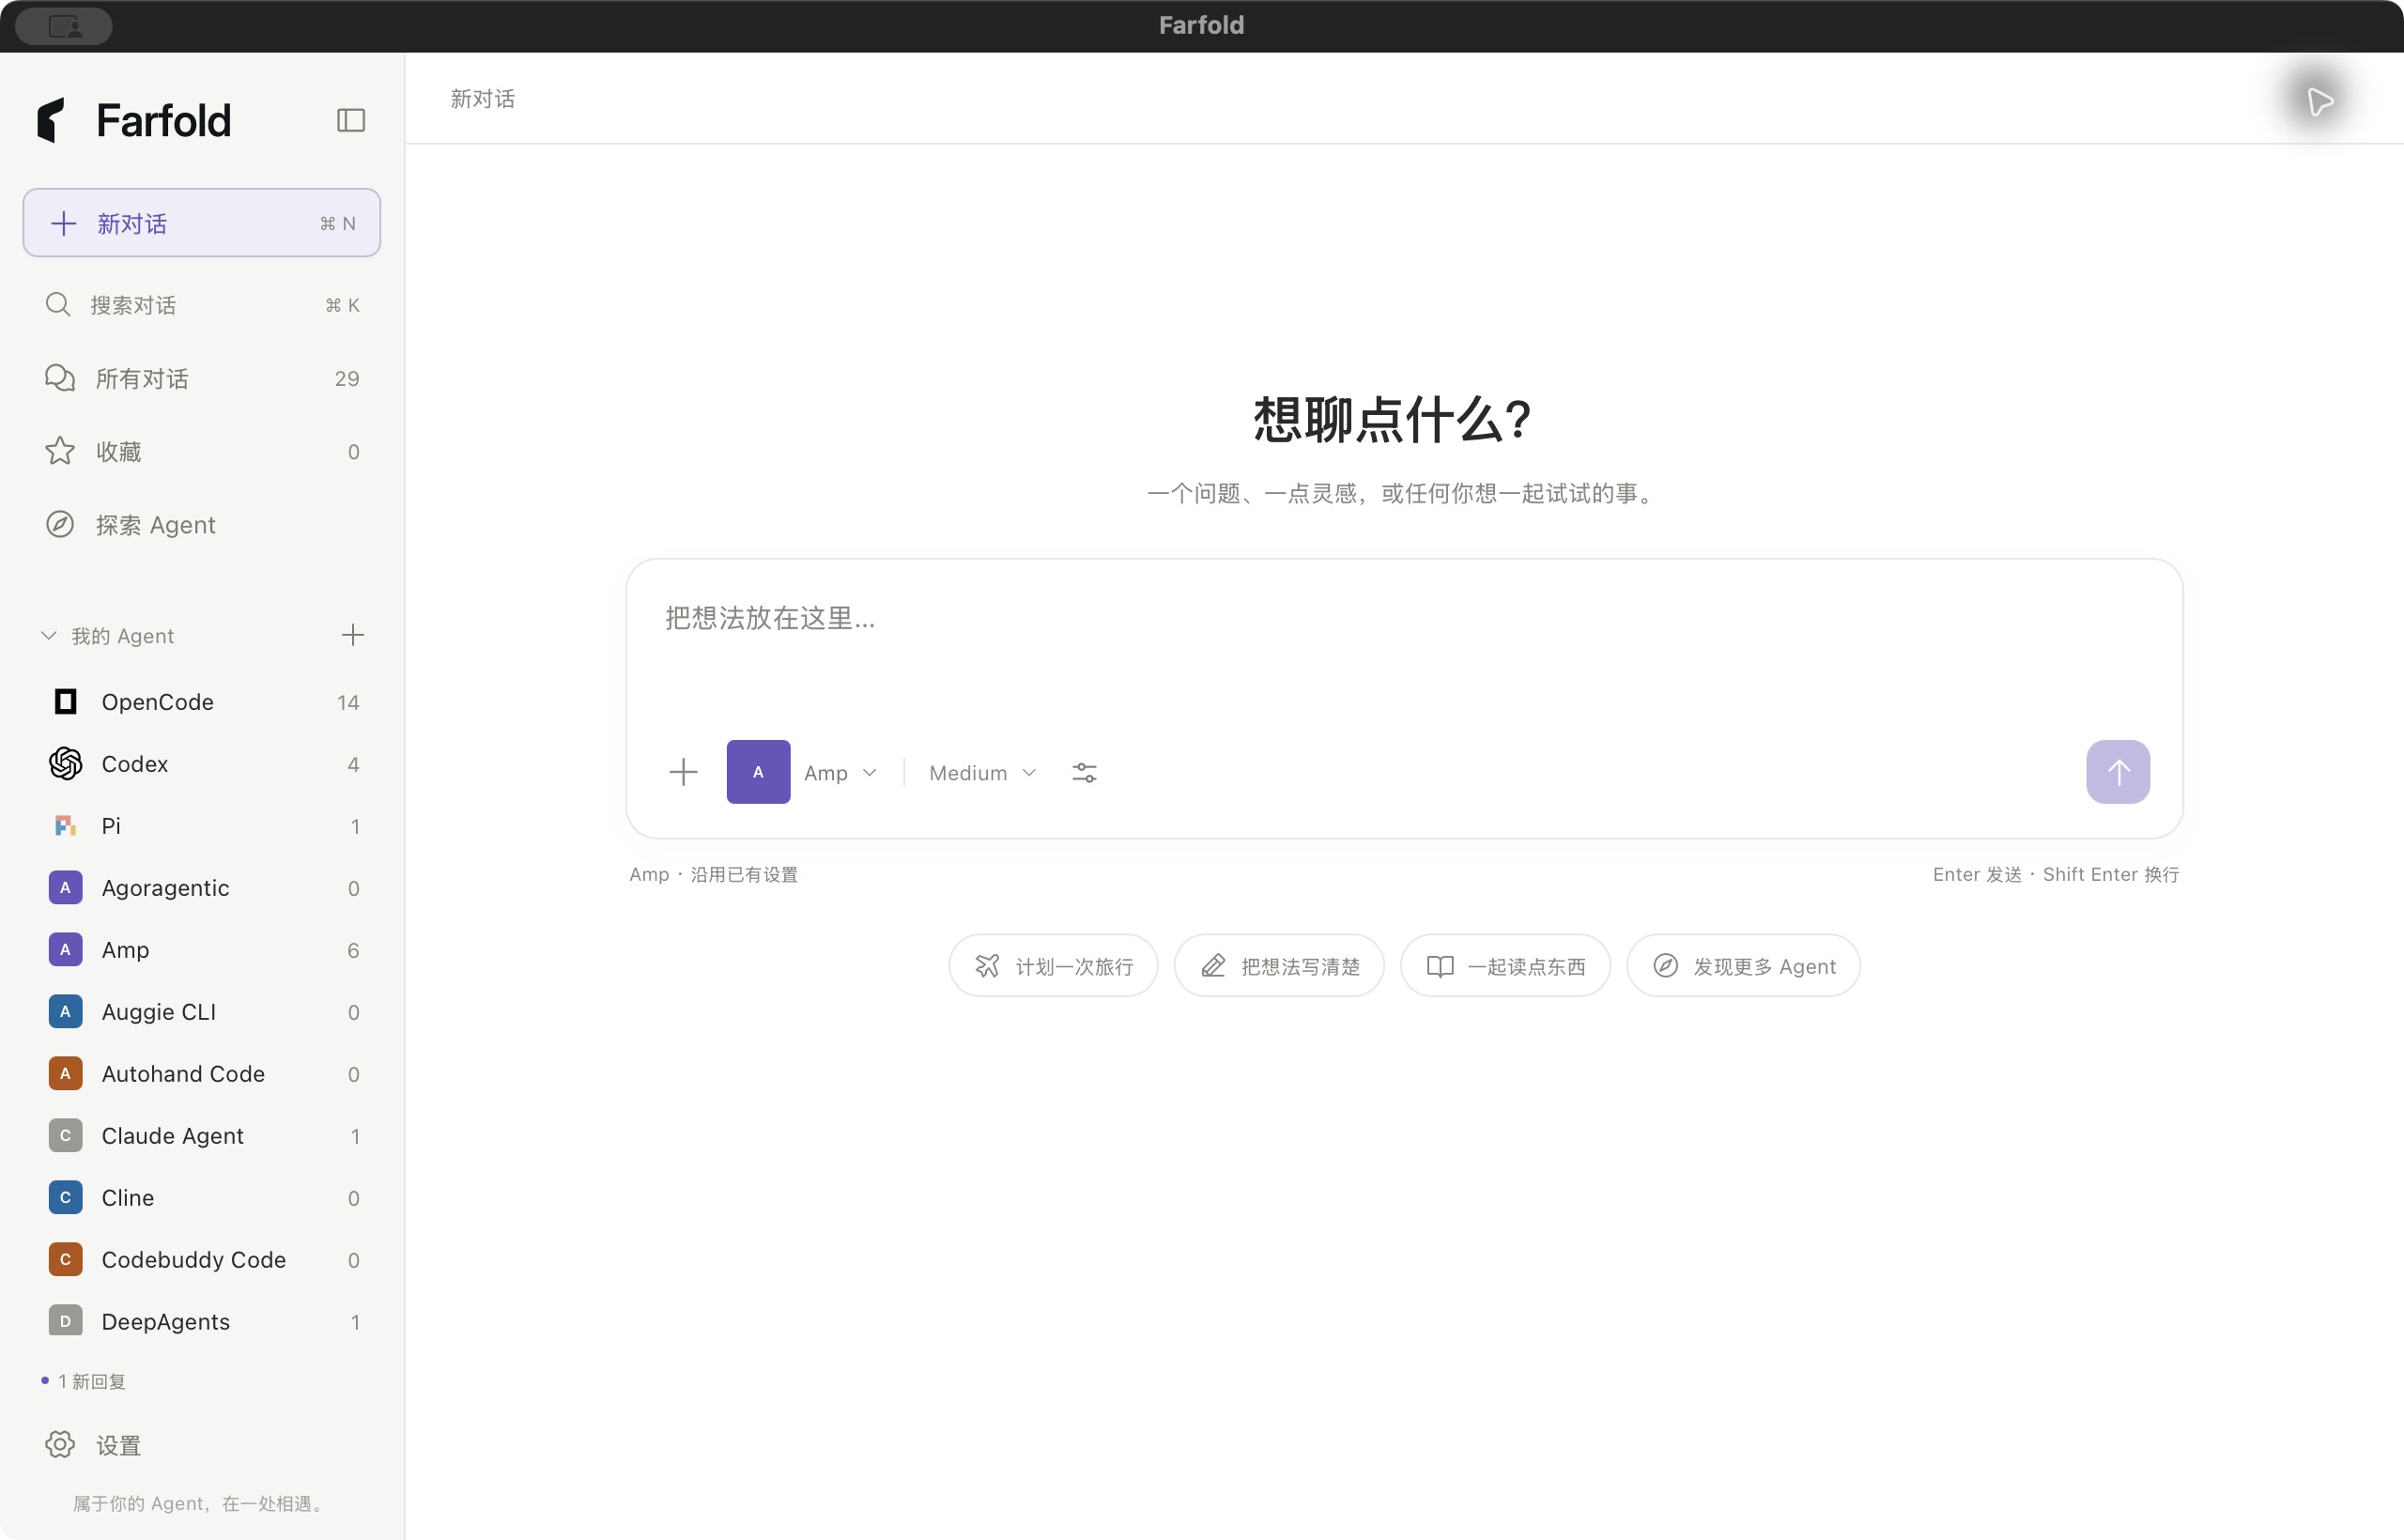 Farfold
Farfold
新对话 ⌘ N
搜索对话 ⌘ K
所有对话 29
收藏 0
探索 Agent
我的 Agent
OpenCode 14
Codex 4
Pi 1
A Agoragentic 0
A Amp 6
A Auggie CLI 0
A Autohand Code 0
C Claude Agent 1
C Cline 0
C Codebuddy Code 0
D DeepAgents 1
1 新回复
设置
属于你的 Agent，在一处相遇。
新对话
想聊点什么？
一个问题、一点灵感，或任何你想一起试试的事。
把想法放在这里...
A Amp Medium
Amp · 沿用已有设置 Enter 发送 · Shift Enter 换行
计划一次旅行 把想法写清楚 一起读点东西 发现更多 Agent